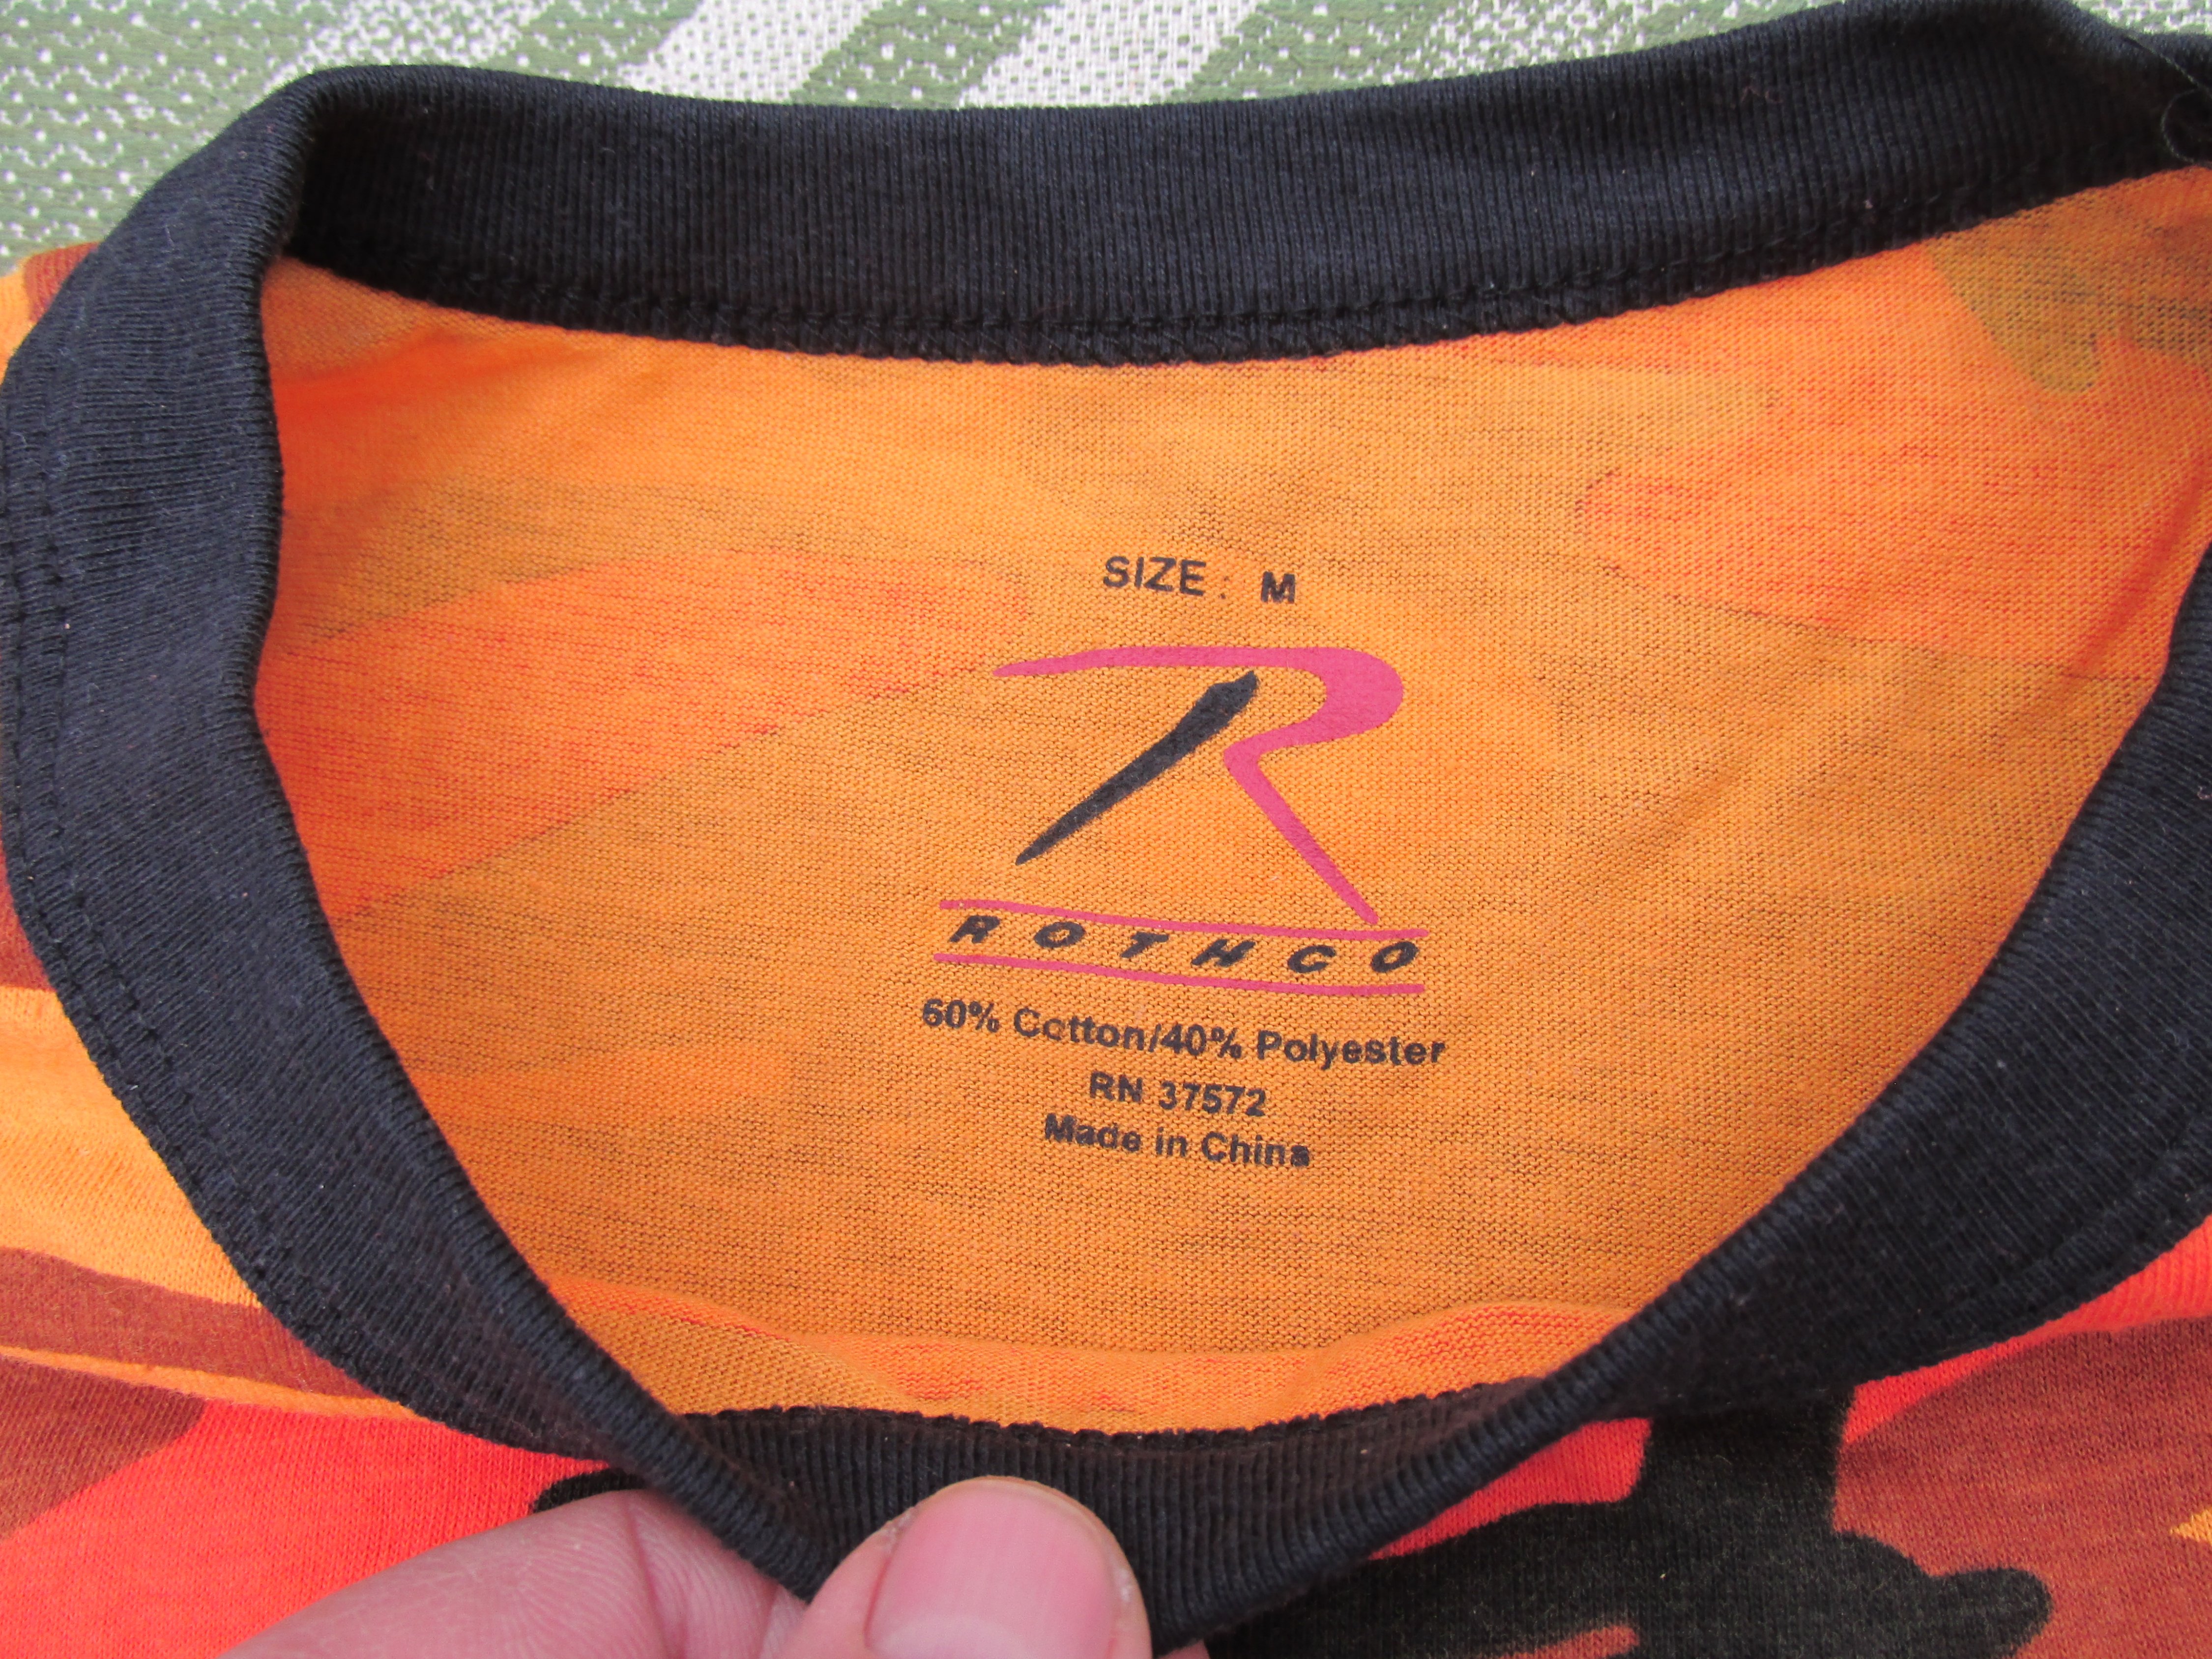 SIZE: M
R
ROTHCO
60% Cotton/40% Polyester
RN 37572
Made in China